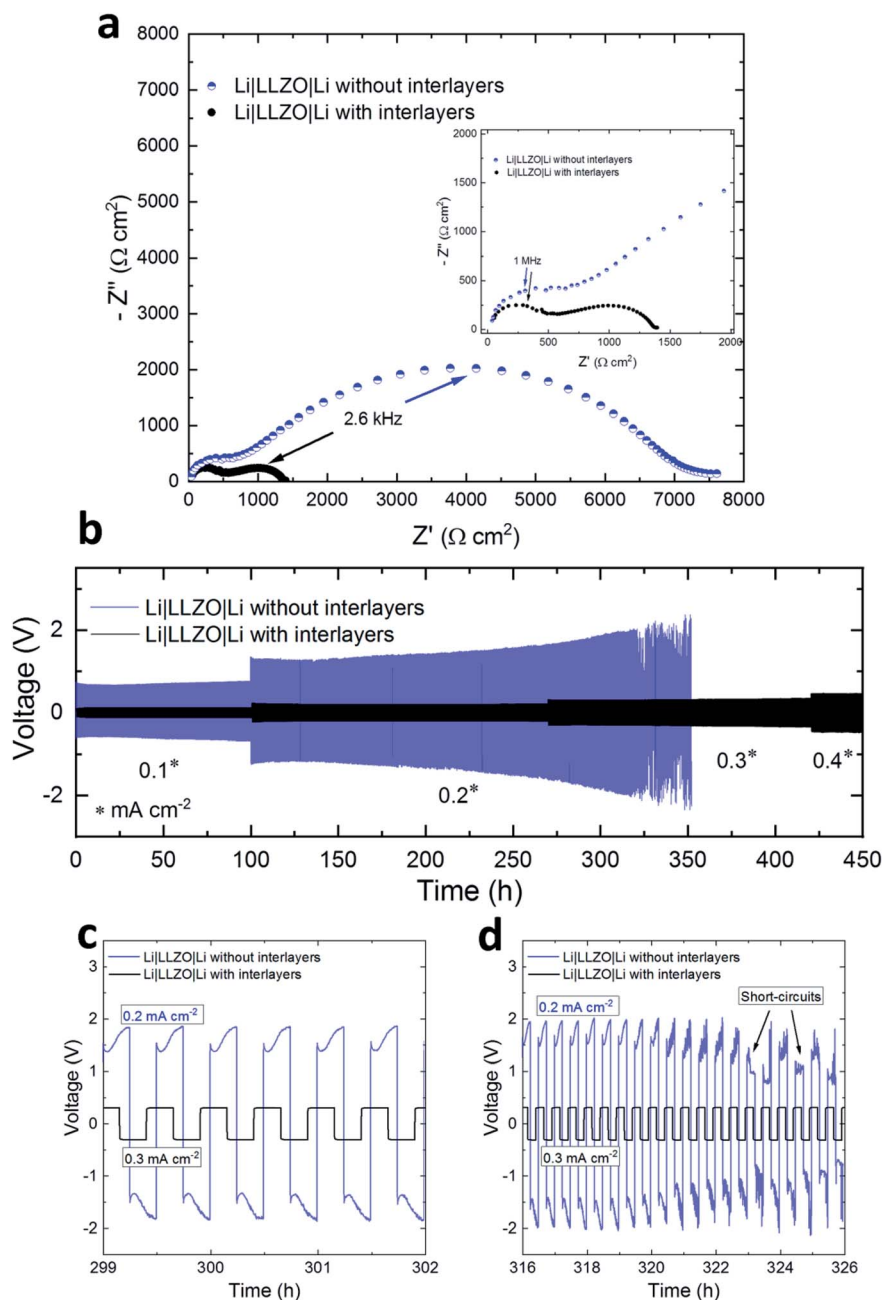 a
8000
7000
6000
5000
4000
3000
2000
1000
0
- Z" (Ω cm²)
Li|LLZO|Li without interlayers
Li|LLZO|Li with interlayers
2000
1750
1500
1250
1000
750
500
250
0
- Z" (Ω cm²)
Li|LLZO|Li without interlayers
Li|LLZO|Li with interlayers
1 MHz
0 500 1000 1500 2000
Z' (Ω cm²)
2.6 kHz
0 1000 2000 3000 4000 5000 6000 7000 8000
Z' (Ω cm²)
b
Li|LLZO|Li without interlayers
Li|LLZO|Li with interlayers
Voltage (V)
2
0
-2
0.1*
0.2*
0.3*
0.4*
* mA cm-2
0 50 100 150 200 250 300 350 400 450
Time (h)
c
Li|LLZO|Li without interlayers
Li|LLZO|Li with interlayers
0.2 mA cm-2
0.3 mA cm-2
Voltage (V)
3
2
1
0
-1
-2
299 300 301 302
Time (h)
d
Li|LLZO|Li without interlayers
Li|LLZO|Li with interlayers
0.2 mA cm-2
Short-circuits
0.3 mA cm-2
Voltage (V)
3
2
1
0
-1
-2
316 318 320 322 324 326
Time (h)